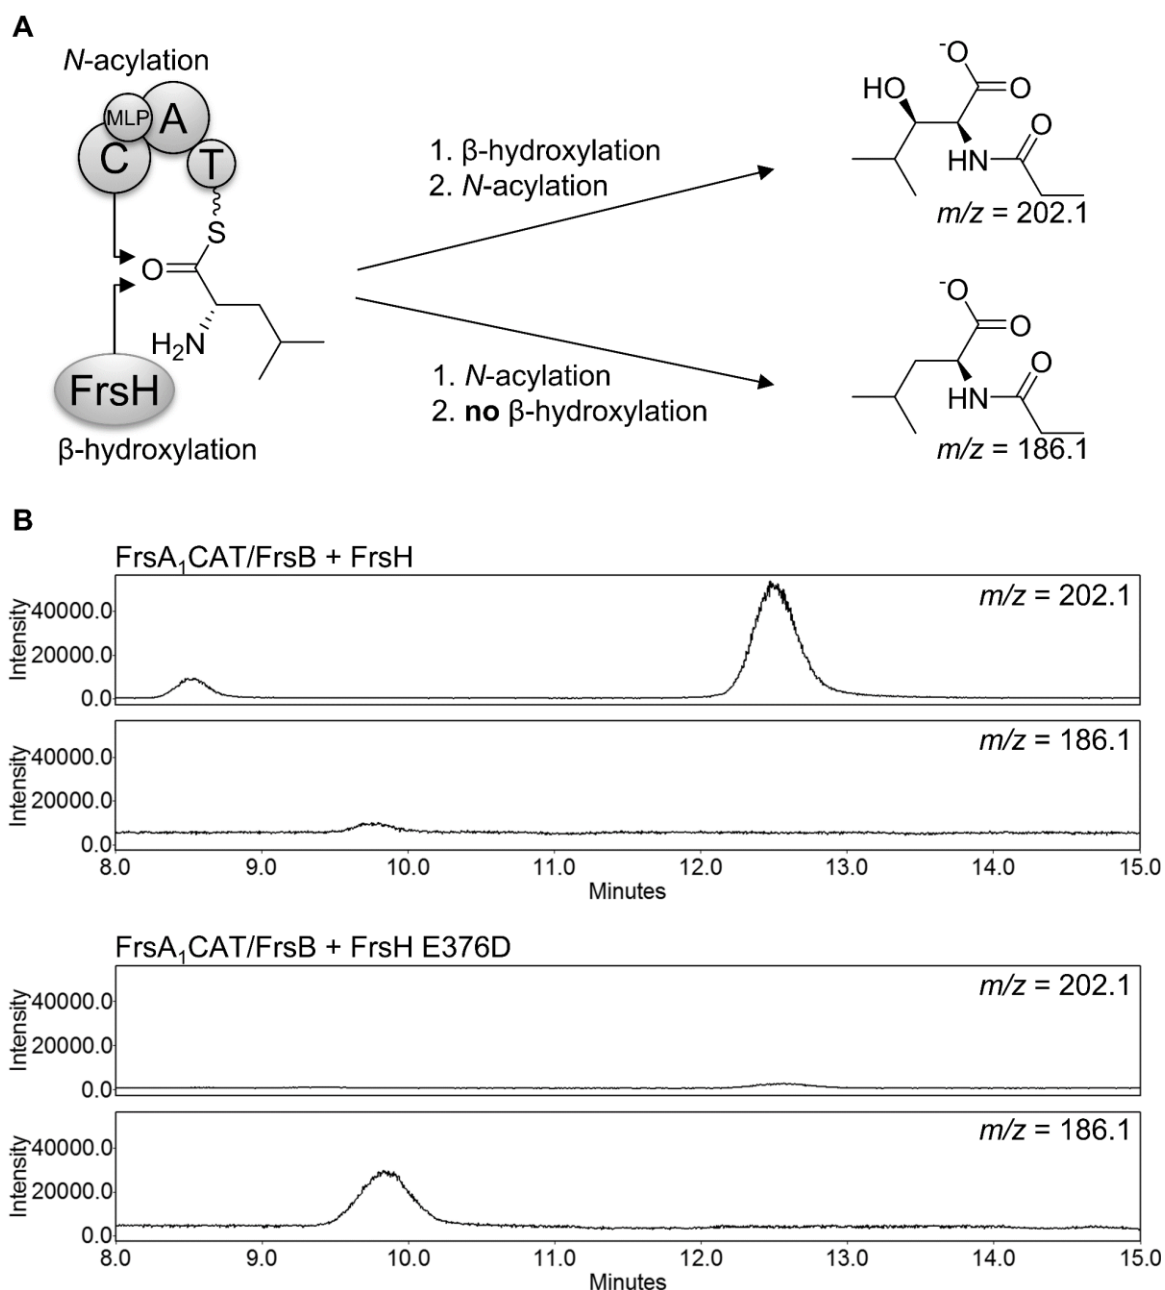 A
N-acylation
MLP
A
C
T
S
O
H₂N
FrsH
β-hydroxylation
1. β-hydroxylation
2. N-acylation
1. N-acylation
2. no β-hydroxylation
⁻O
O
HO
O
HN
m/z = 202.1
⁻O
O
O
HN
m/z = 186.1
B
FrsA₁CAT/FrsB + FrsH
m/z = 202.1
Intensity
40000.0
20000.0
0.0
m/z = 186.1
Intensity
40000.0
20000.0
0.0
8.0 9.0 10.0 11.0 12.0 13.0 14.0 15.0
Minutes
FrsA₁CAT/FrsB + FrsH E376D
m/z = 202.1
Intensity
40000.0
20000.0
0.0
m/z = 186.1
Intensity
40000.0
20000.0
0.0
8.0 9.0 10.0 11.0 12.0 13.0 14.0 15.0
Minutes